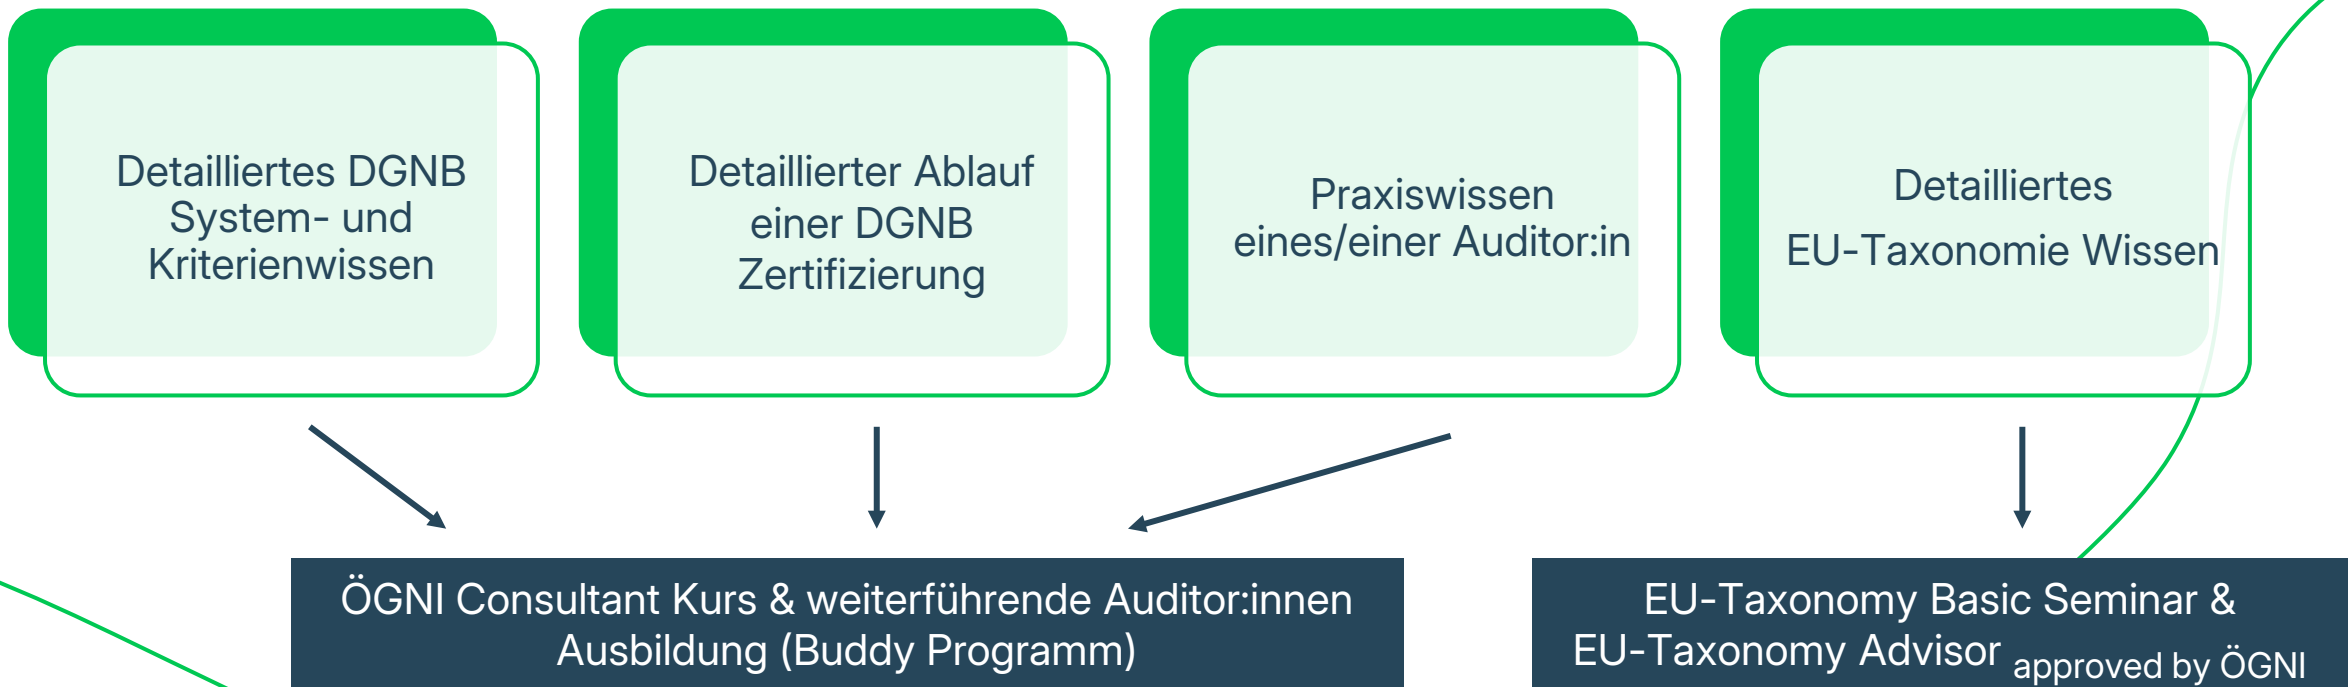 Detailliertes DGNB
System- und
Kriterienwissen
Detaillierter Ablauf
einer DGNB
Zertifizierung
Praxiswissen
eines/einer Auditor:in
Detailliertes
EU-Taxonomie Wissen
ÖGNI Consultant Kurs & weiterführende Auditor:innen
Ausbildung (Buddy Programm)
EU-Taxonomy Basic Seminar &
EU-Taxonomy Advisor approved by ÖGNI